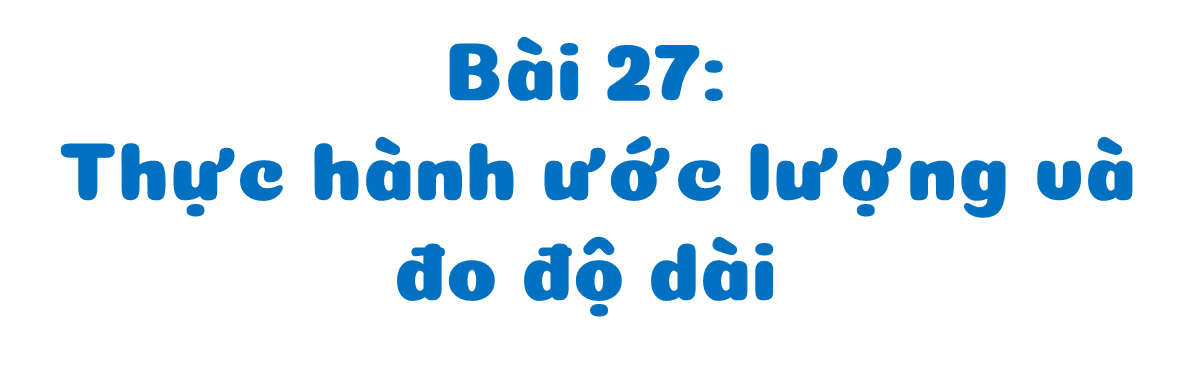 Bài 27:
Thực hành ước lượng và
đo độ dài